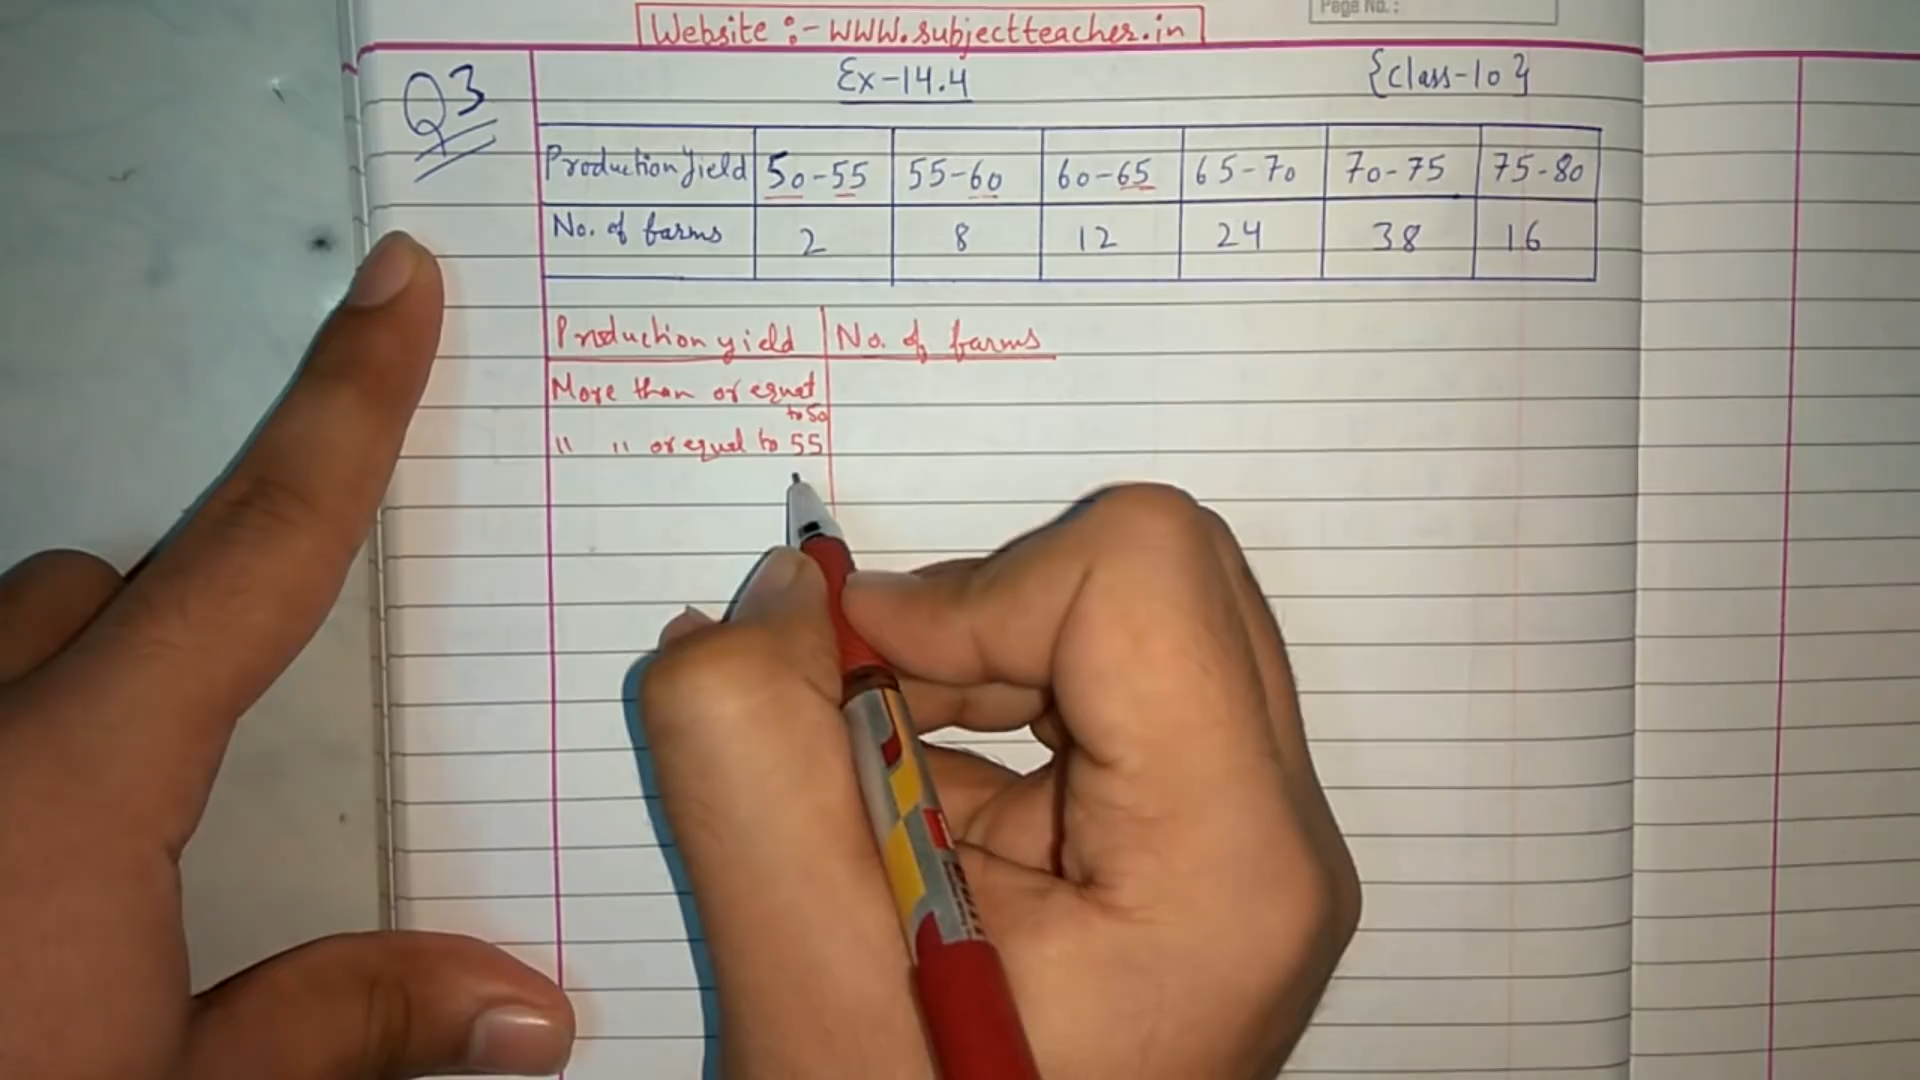 Page No. :
Website :- www.subjectteacher.in
Q3
Ex-14.4
{class-10}
Production Yield 50-55 55-60 60-65 65-70 70-75 75-80
No. of farms 2 8 12 24 38 16
Production yield No. of farms
More than or equal
to 50
" " or equal to 55